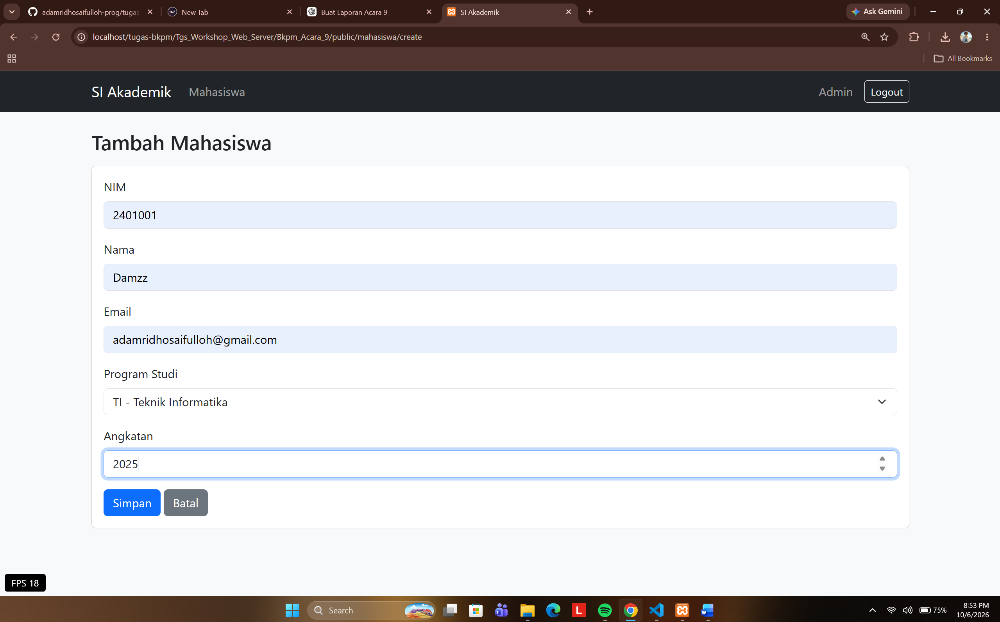 adamridhosaifulloh-prog/tugas
New Tab
Buat Laporan Acara 9
SI Akademik
Ask Gemini
localhost/tugas-bkpm/Tgs_Workshop_Web_Server/Bkpm_Acara_9/public/mahasiswa/create
All Bookmarks
SI Akademik Mahasiswa Admin Logout
Tambah Mahasiswa
NIM
2401001
Nama
Damzz
Email
adamridhosaifulloh@gmail.com
Program Studi
TI - Teknik Informatika
Angkatan
2025
Simpan Batal
FPS 18
Search
75%
8:53 PM
10/6/2026